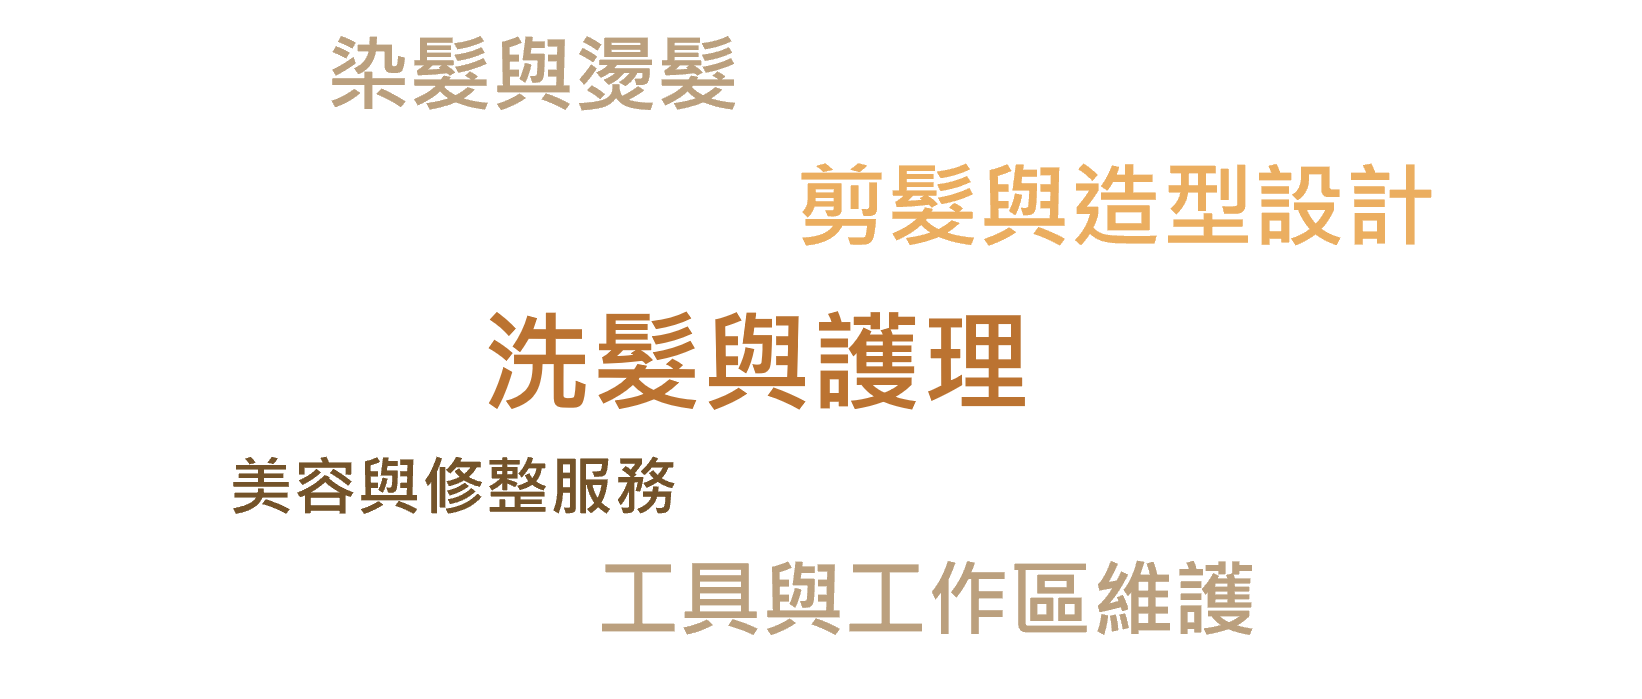 染髮與燙髮
剪髮與造型設計
洗髮與護理
美容與修整服務
工具與工作區維護